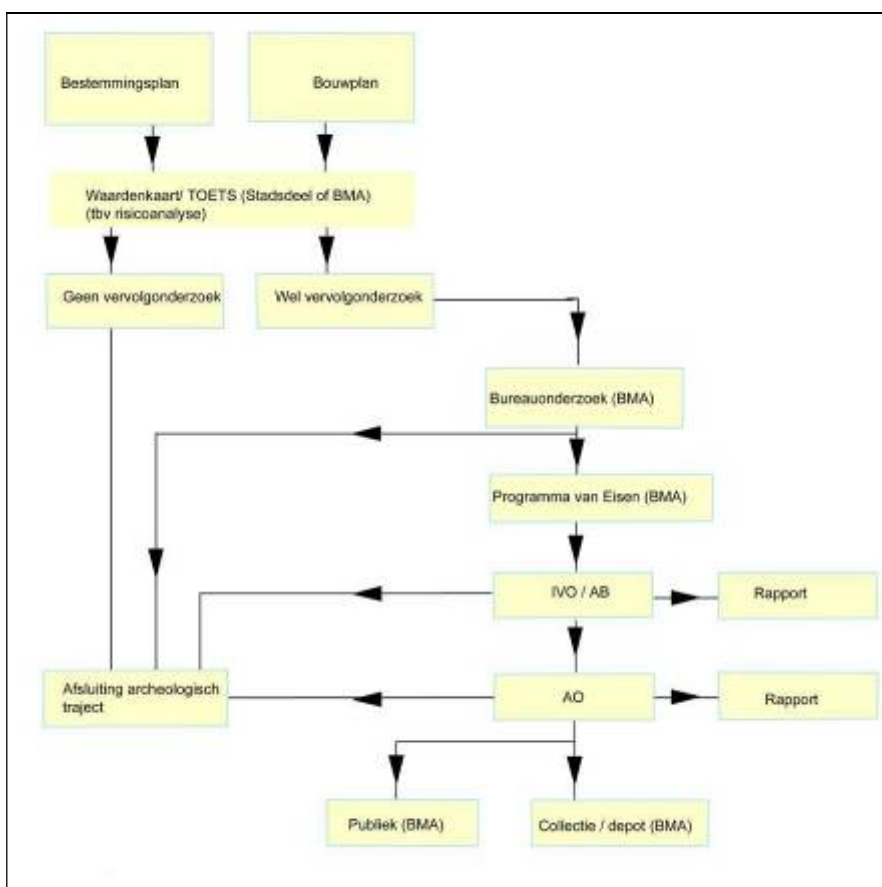 Bestemmingsplan
Bouwplan
Waardenkaart/ TOETS (Stadsdeel of BMA)
(tbv risicoanalyse)
Geen vervolgonderzoek
Wel vervolgonderzoek
Bureauonderzoek (BMA)
Programma van Eisen (BMA)
IVO / AB
Rapport
Afsluiting archeologisch
traject
AO
Rapport
Publiek (BMA)
Collectie / depot (BMA)